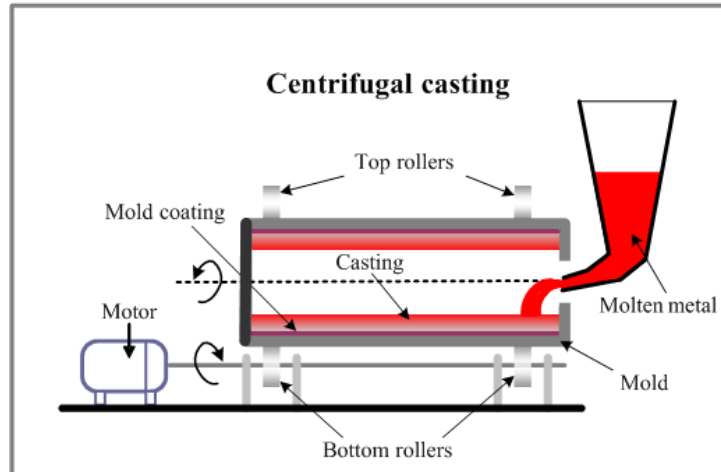 Centrifugal casting
Top rollers
Mold coating
Casting
Molten metal
Motor
Mold
Bottom rollers